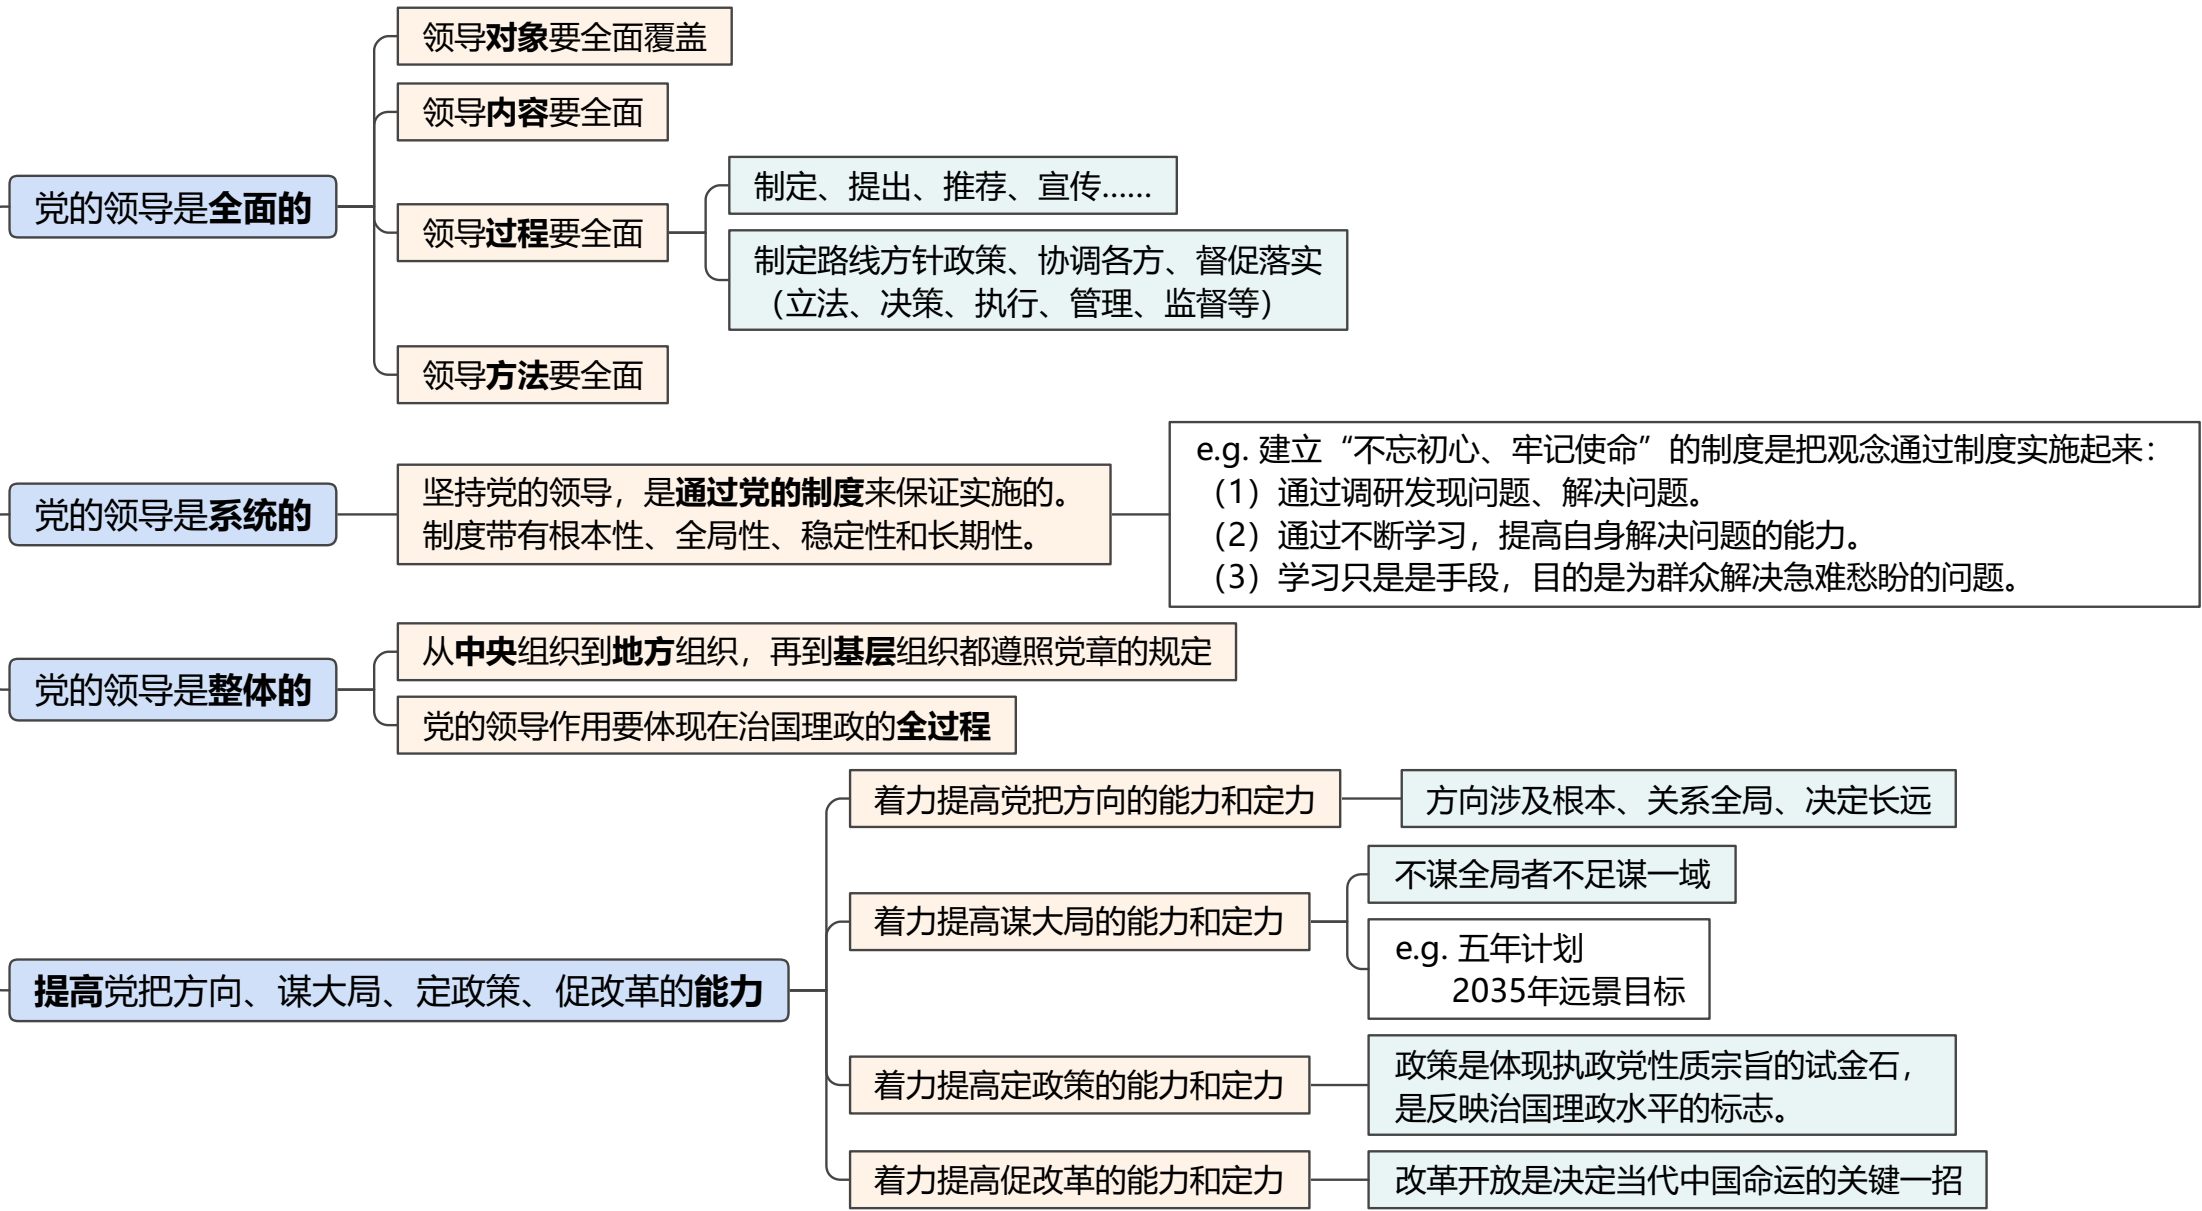 党的领导是全面的
领导对象要全面覆盖
领导内容要全面
领导过程要全面
制定、提出、推荐、宣传……
制定路线方针政策、协调各方、督促落实
（立法、决策、执行、管理、监督等）
领导方法要全面
党的领导是系统的
坚持党的领导，是通过党的制度来保证实施的。
制度带有根本性、全局性、稳定性和长期性。
e.g. 建立“不忘初心、牢记使命”的制度是把观念通过制度实施起来：
（1）通过调研发现问题、解决问题。
（2）通过不断学习，提高自身解决问题的能力。
（3）学习只是是手段，目的是为群众解决急难愁盼的问题。
党的领导是整体的
从中央组织到地方组织，再到基层组织都遵照党章的规定
党的领导作用要体现在治国理政的全过程
提高党把方向、谋大局、定政策、促改革的能力
着力提高党把方向的能力和定力
方向涉及根本、关系全局、决定长远
着力提高谋大局的能力和定力
不谋全局者不足谋一域
e.g. 五年计划
2035年远景目标
着力提高定政策的能力和定力
政策是体现执政党性质宗旨的试金石，
是反映治国理政水平的标志。
着力提高促改革的能力和定力
改革开放是决定当代中国命运的关键一招